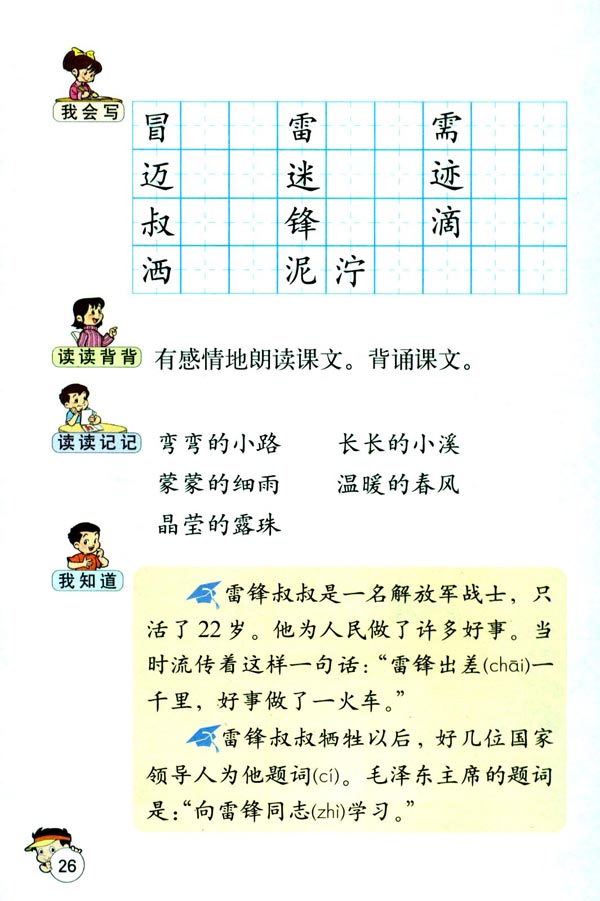 我会写
冒 雷 需
迈 迷 迹
叔 锋 滴
洒 泥 泞
读读背背
有感情地朗读课文。背诵课文。
读读记记
弯弯的小路 长长的小溪
蒙蒙的细雨 温暖的春风
晶莹的露珠
我知道
雷锋叔叔是一名解放军战士，只
活了22岁。他为人民做了许多好事。当
时流传着这样一句话：“雷锋出差(chāi)一
千里，好事做了一火车。”
雷锋叔叔牺牲以后，好几位国家
领导人为他题词(cí)。毛泽东主席的题词
是：“向雷锋同志(zhì)学习。”
26